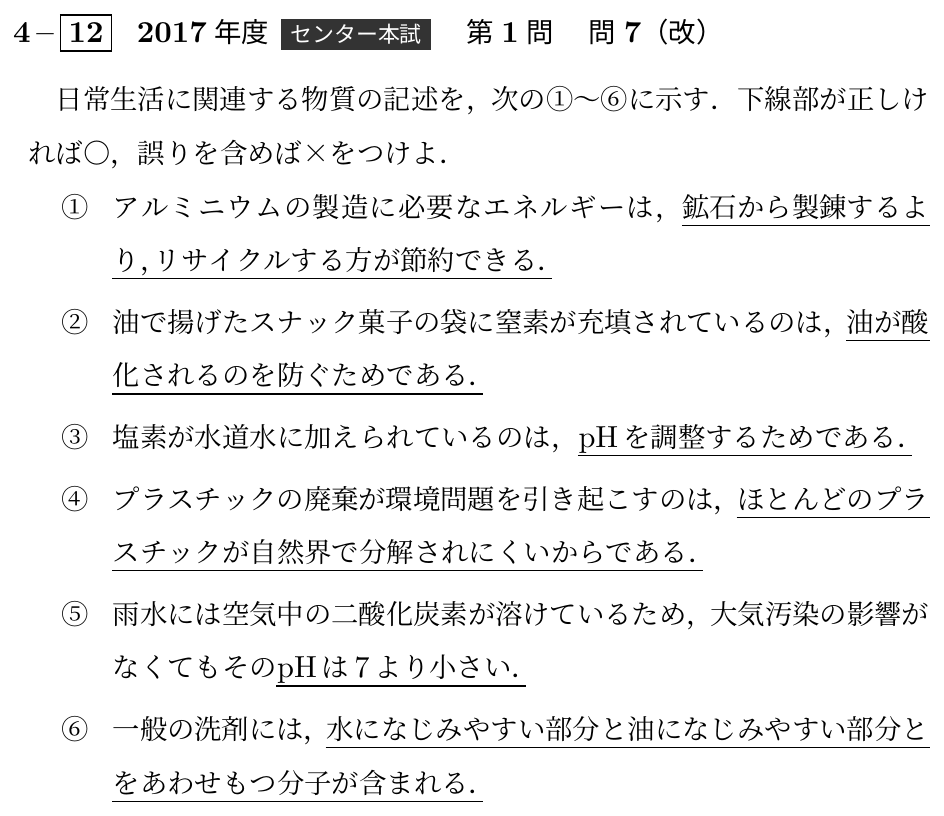 4－12 2017 年度 センター本試 第 1 問 問 7（改）
日常生活に関連する物質の記述を，次の①～⑥に示す．下線部が正しけ
れば○，誤りを含めば×をつけよ．
① アルミニウムの製造に必要なエネルギーは，鉱石から製錬するよ
り，リサイクルする方が節約できる．
② 油で揚げたスナック菓子の袋に窒素が充填されているのは，油が酸
化されるのを防ぐためである．
③ 塩素が水道水に加えられているのは，pHを調整するためである．
④ プラスチックの廃棄が環境問題を引き起こすのは，ほとんどのプラ
スチックが自然界で分解されにくいからである．
⑤ 雨水には空気中の二酸化炭素が溶けているため，大気汚染の影響が
なくてもそのpHは７より小さい．
⑥ 一般の洗剤には，水になじみやすい部分と油になじみやすい部分と
をあわせもつ分子が含まれる．